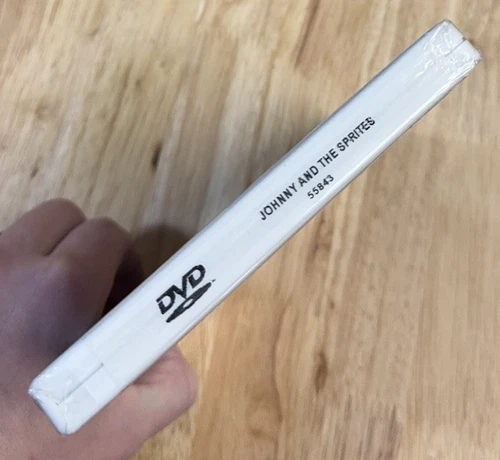 JOHNNY AND THE SPRITES
55843
DVD